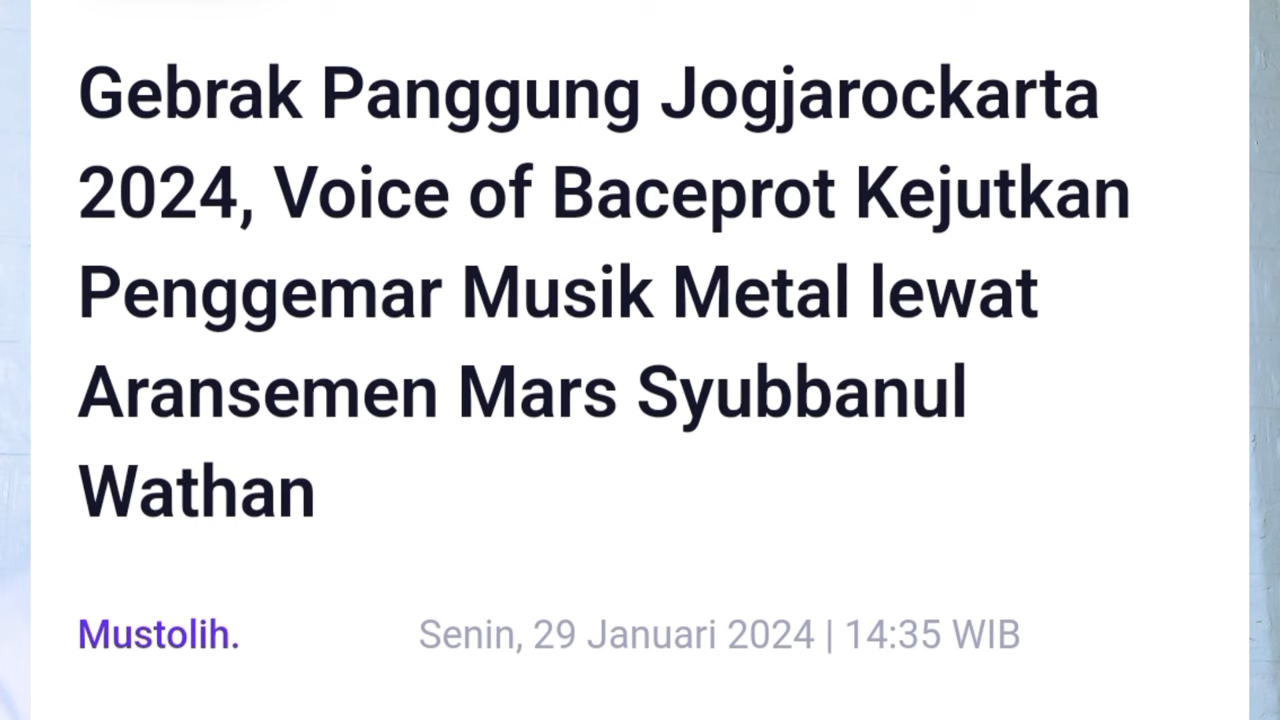 Gebrak Panggung Jogjarockarta
2024, Voice of Baceprot Kejutkan
Penggemar Musik Metal lewat
Aransemen Mars Syubbanul
Wathan
Mustolih.
Senin, 29 Januari 2024 | 14:35 WIB